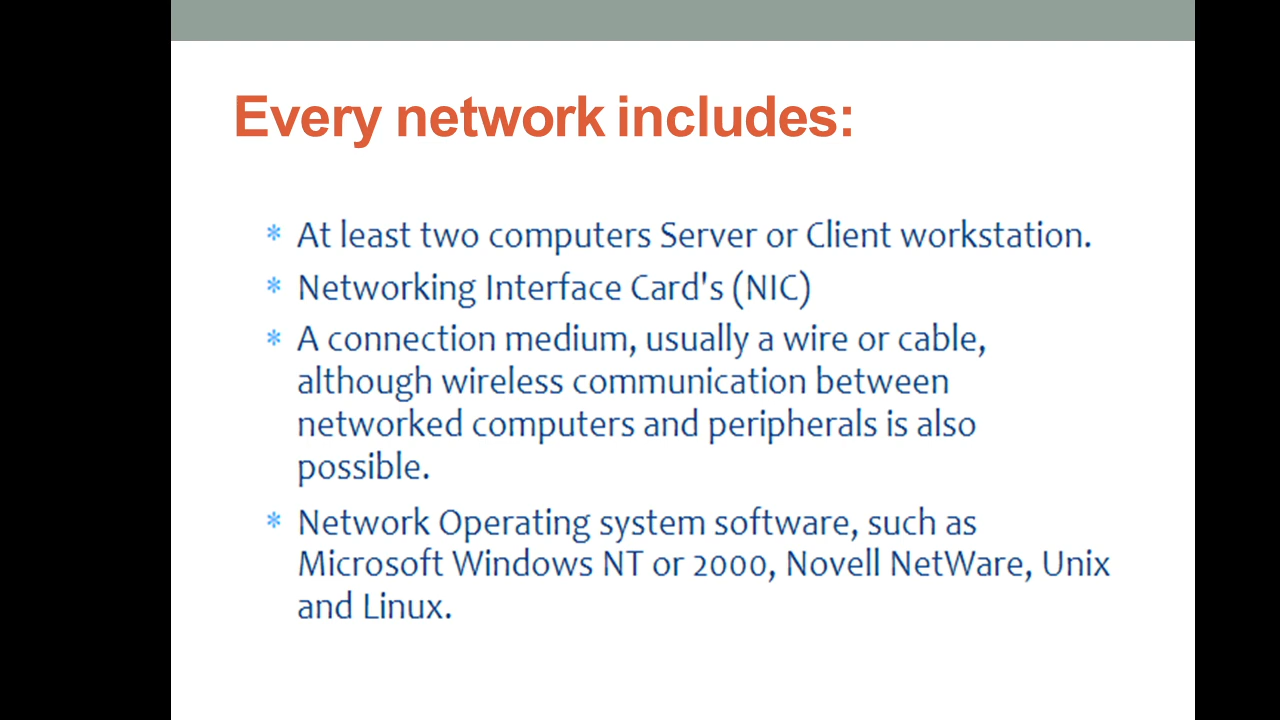 Every network includes:
* At least two computers Server or Client workstation.
* Networking Interface Card's (NIC)
* A connection medium, usually a wire or cable,
although wireless communication between
networked computers and peripherals is also
possible.
* Network Operating system software, such as
Microsoft Windows NT or 2000, Novell NetWare, Unix
and Linux.